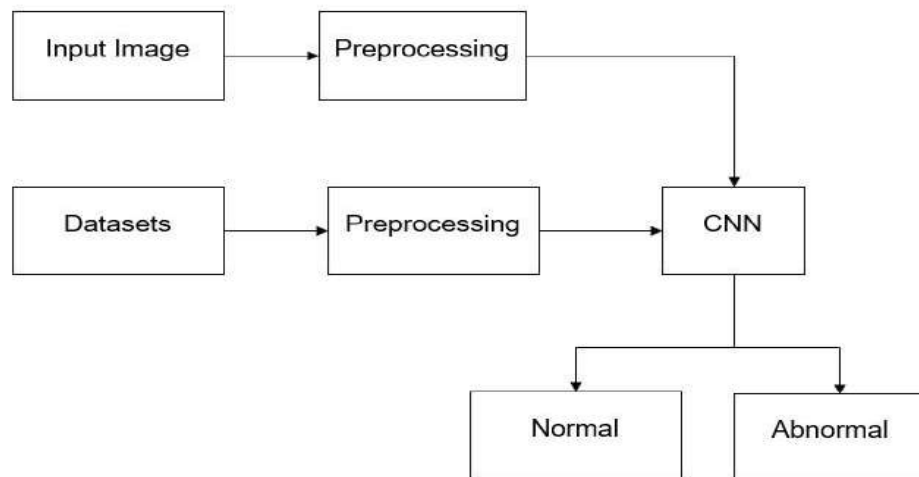 Input Image
Preprocessing
Datasets
Preprocessing
CNN
Normal
Abnormal